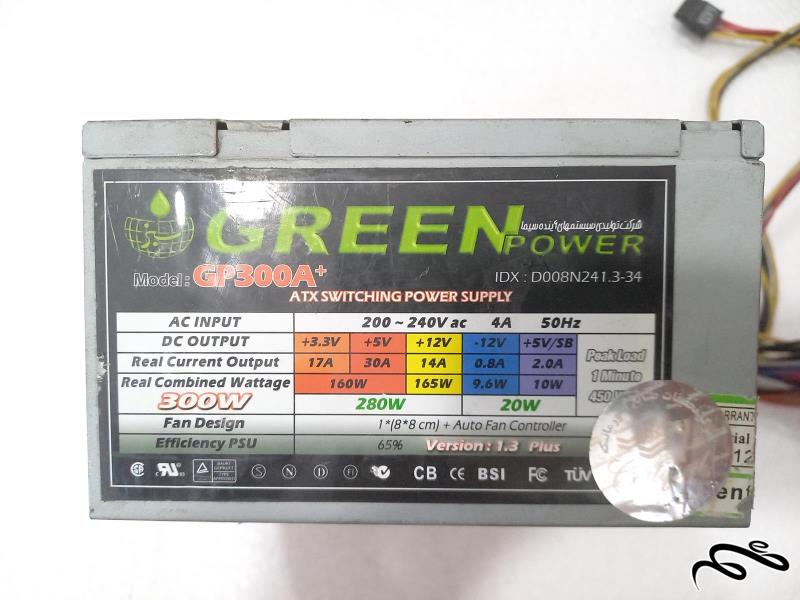 شرکت تولیدی سیستمهای آینده سیما
سبز
GREEN
POWER
Model: GP300A+
IDX : D008N241.3-34
ATX SWITCHING POWER SUPPLY
AC INPUT 200 ~ 240V ac 4A 50Hz
DC OUTPUT +3.3V +5V +12V -12V +5V/SB
Real Current Output 17A 30A 14A 0.8A 2.0A
Peak Load
1 Minute
450
Real Combined Wattage 160W 165W 9.6W 10W
300W 280W 20W
Fan Design 1*(8*8 cm) + Auto Fan Controller
Efficiency PSU 65% Version: 1.3 Plus
CB CE BSI FC TÜV